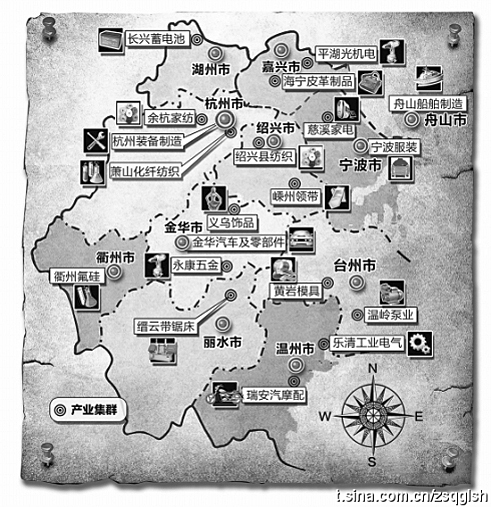 长兴蓄电池
湖州市
嘉兴市
平湖光机电
海宁皮革制品
舟山船舶制造
舟山市
杭州市
余杭家纺
杭州装备制造
萧山化纤纺织
绍兴市
绍兴县纺织
慈溪家电
宁波服装
宁波市
嵊州领带
义乌饰品
金华市
金华汽车及零部件
衢州市
衢州氟硅
永康五金
黄岩模具
台州市
温岭泵业
缙云带锯床
丽水市
温州市
乐清工业电气
瑞安汽摩配
产业集群
N
W
E
S
t.sina.com.cn/zsqglsh